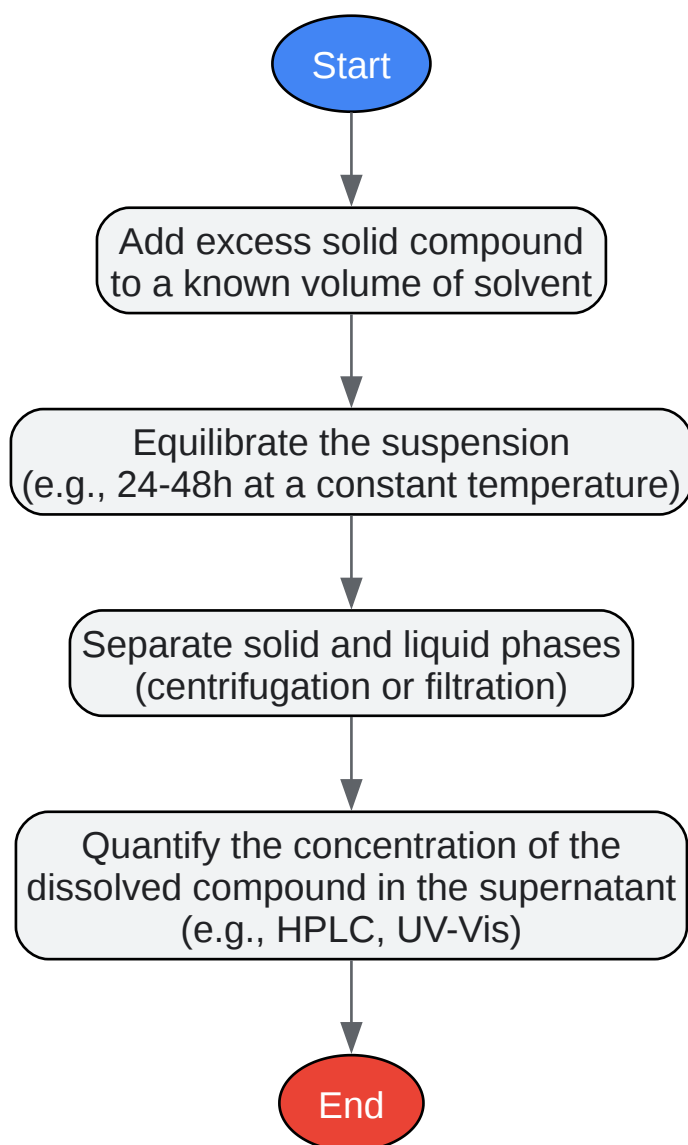 Start
Add excess solid compound
to a known volume of solvent
Equilibrate the suspension
(e.g., 24-48h at a constant temperature)
Separate solid and liquid phases
(centrifugation or filtration)
Quantify the concentration of the
dissolved compound in the supernatant
(e.g., HPLC, UV-Vis)
End